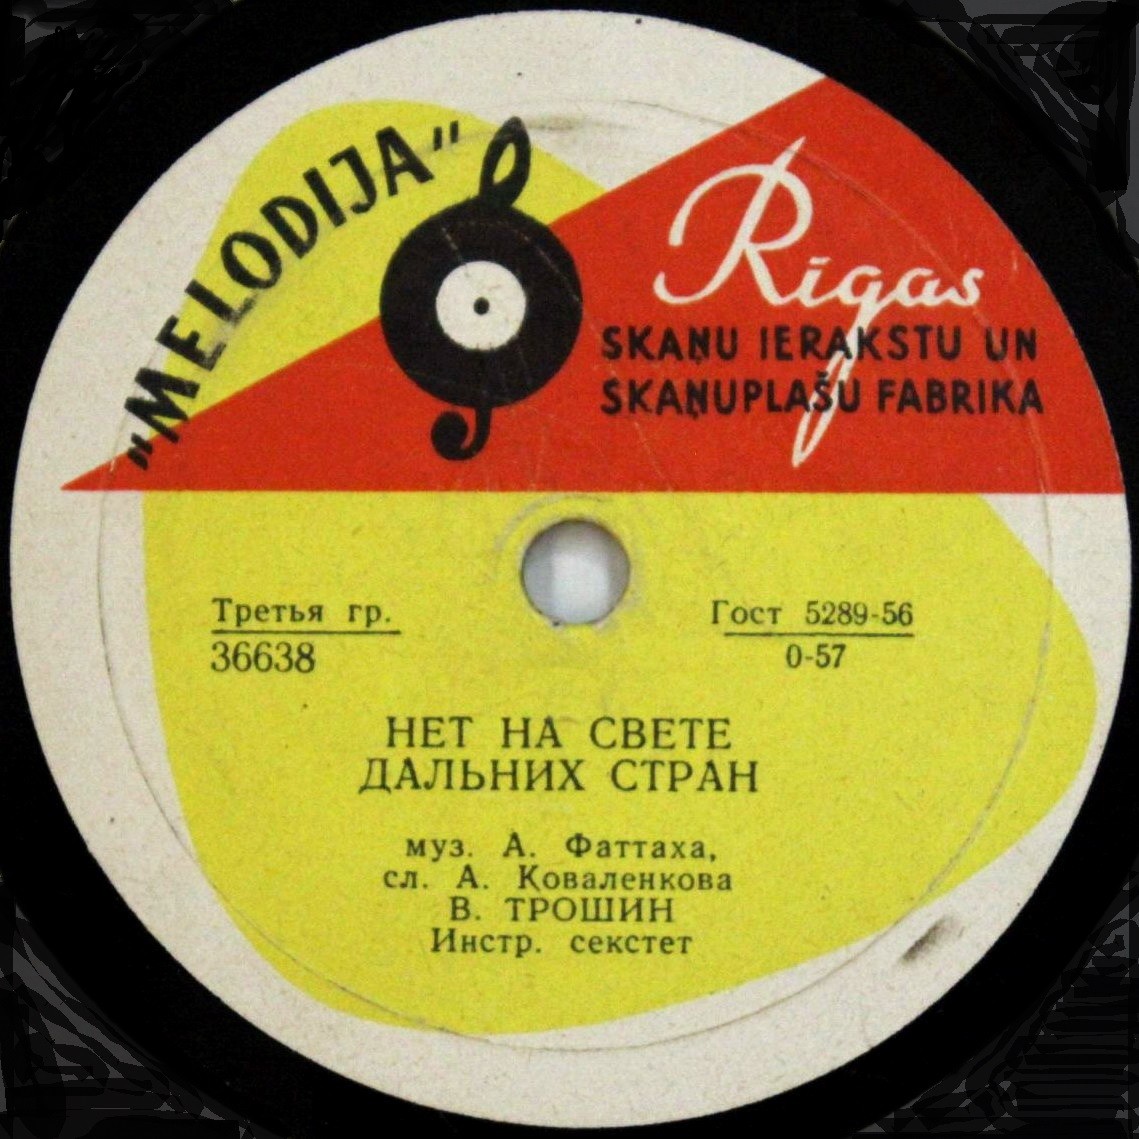 „MELODIJA"
Rīgas
SKAŅU IERAKSTU UN
SKAŅUPLAŠU FABRIKA
Третья гр.
36638
Гост 5289-56
0-57
НЕТ НА СВЕТЕ
ДАЛЬНИХ СТРАН
муз. А. Фаттаха,
сл. А. Коваленкова
В. ТРОШИН
Инстр. секстет